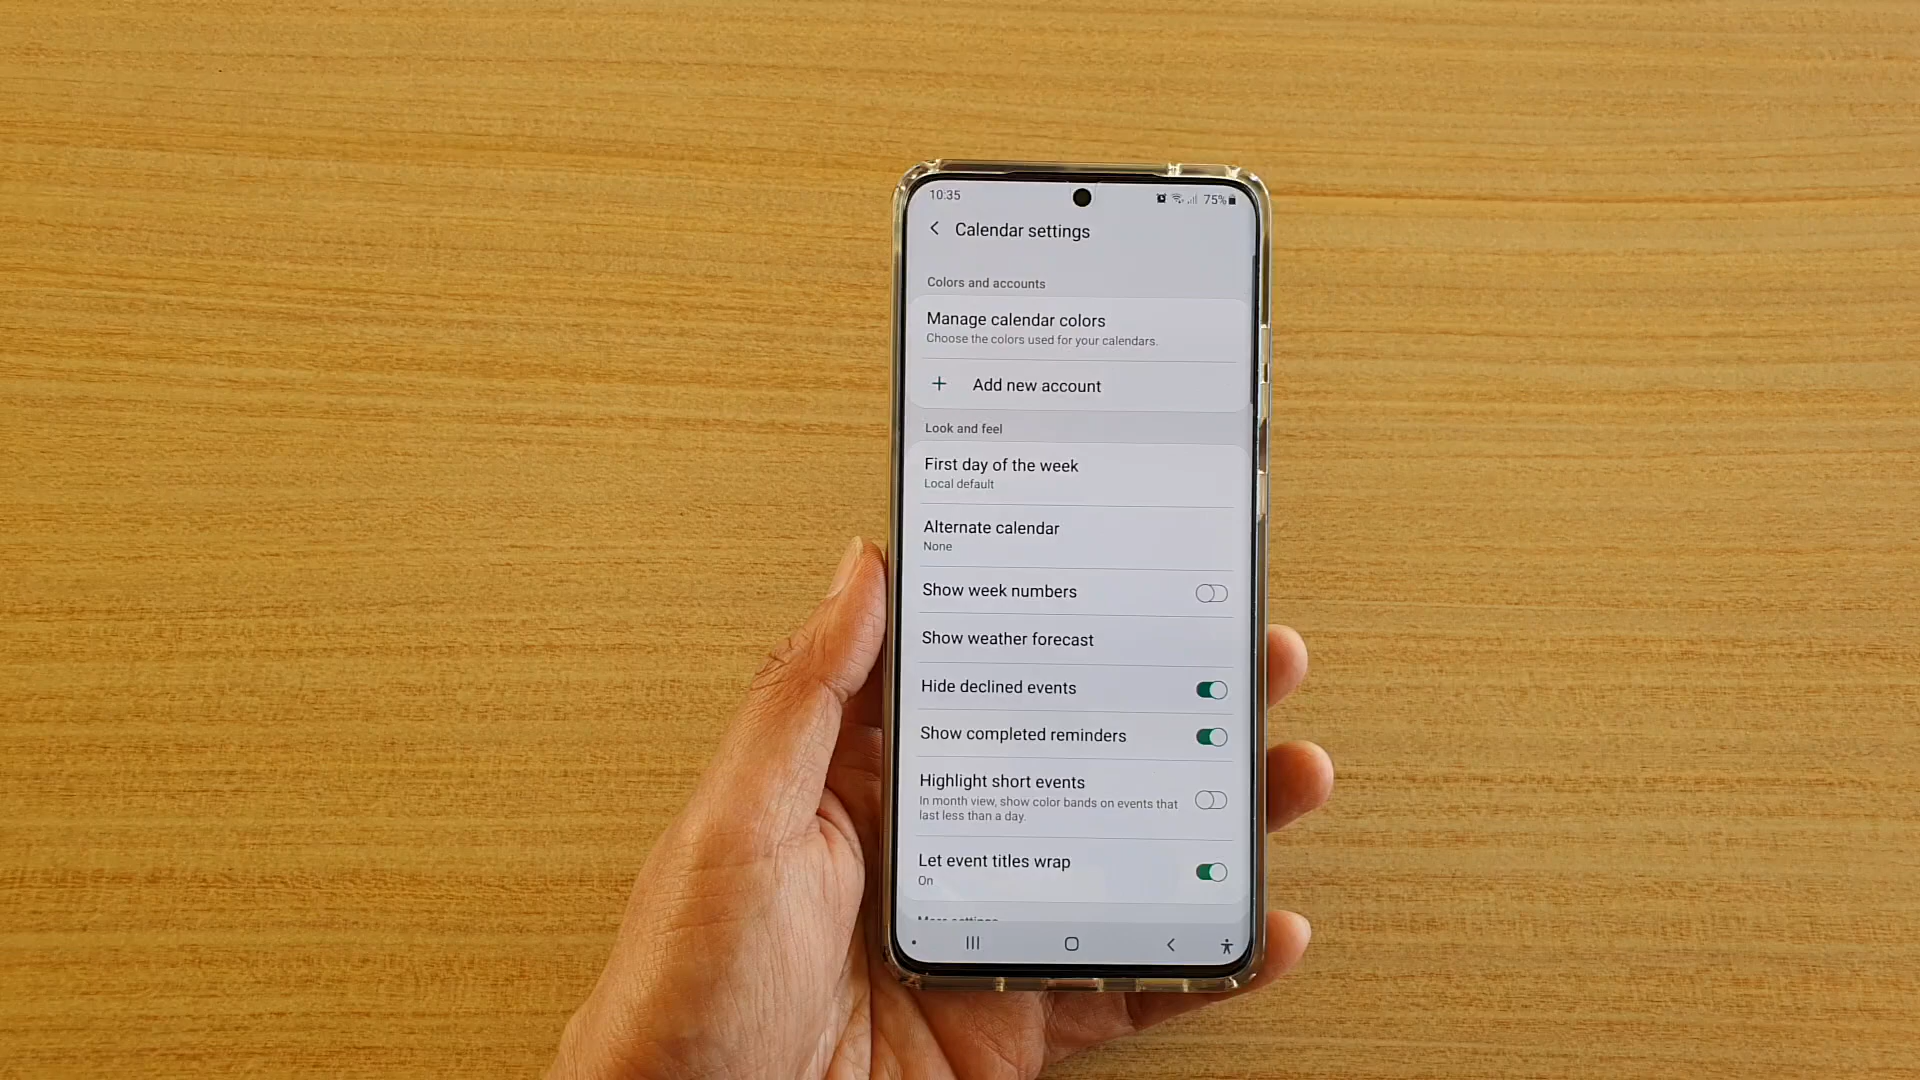 10:35
75%
Calendar settings
Colors and accounts
Manage calendar colors
Choose the colors used for your calendars.
Add new account
Look and feel
First day of the week
Local default
Alternate calendar
None
Show week numbers
Show weather forecast
Hide declined events
Show completed reminders
Highlight short events
In month view, show color bands on events that
last less than a day.
Let event titles wrap
On
More settings